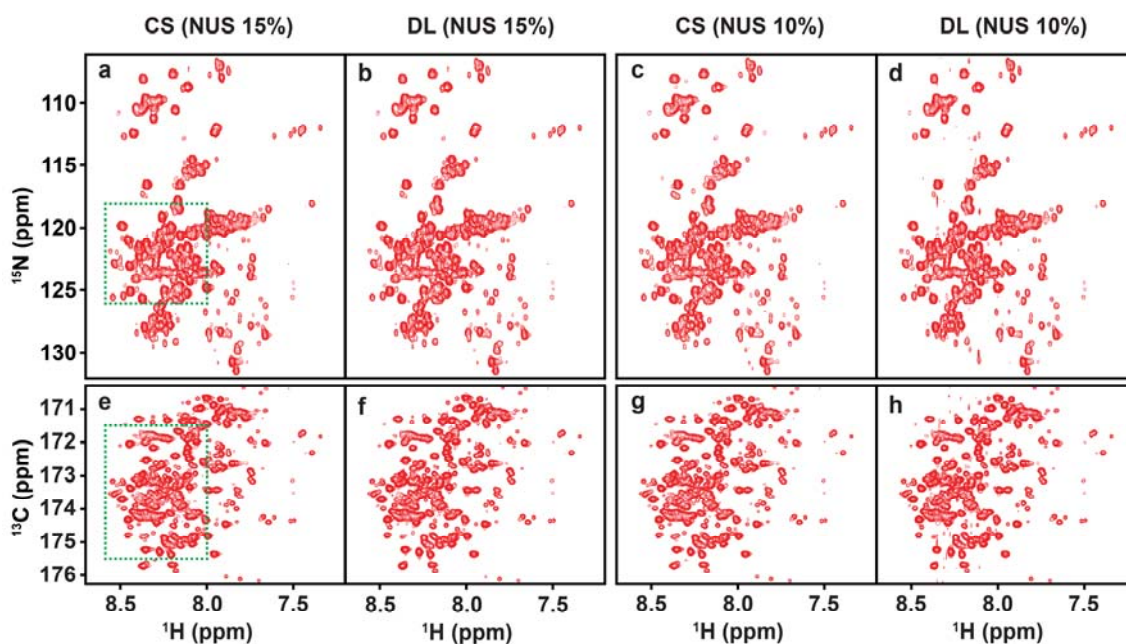 CS (NUS 15%) DL (NUS 15%) CS (NUS 10%) DL (NUS 10%)
a b c d
110
115
120
125
130
¹⁵N (ppm)
e f g h
171
172
173
174
175
176
¹³C (ppm)
8.5 8.0 7.5 8.5 8.0 7.5 8.5 8.0 7.5 8.5 8.0 7.5
¹H (ppm) ¹H (ppm) ¹H (ppm) ¹H (ppm)